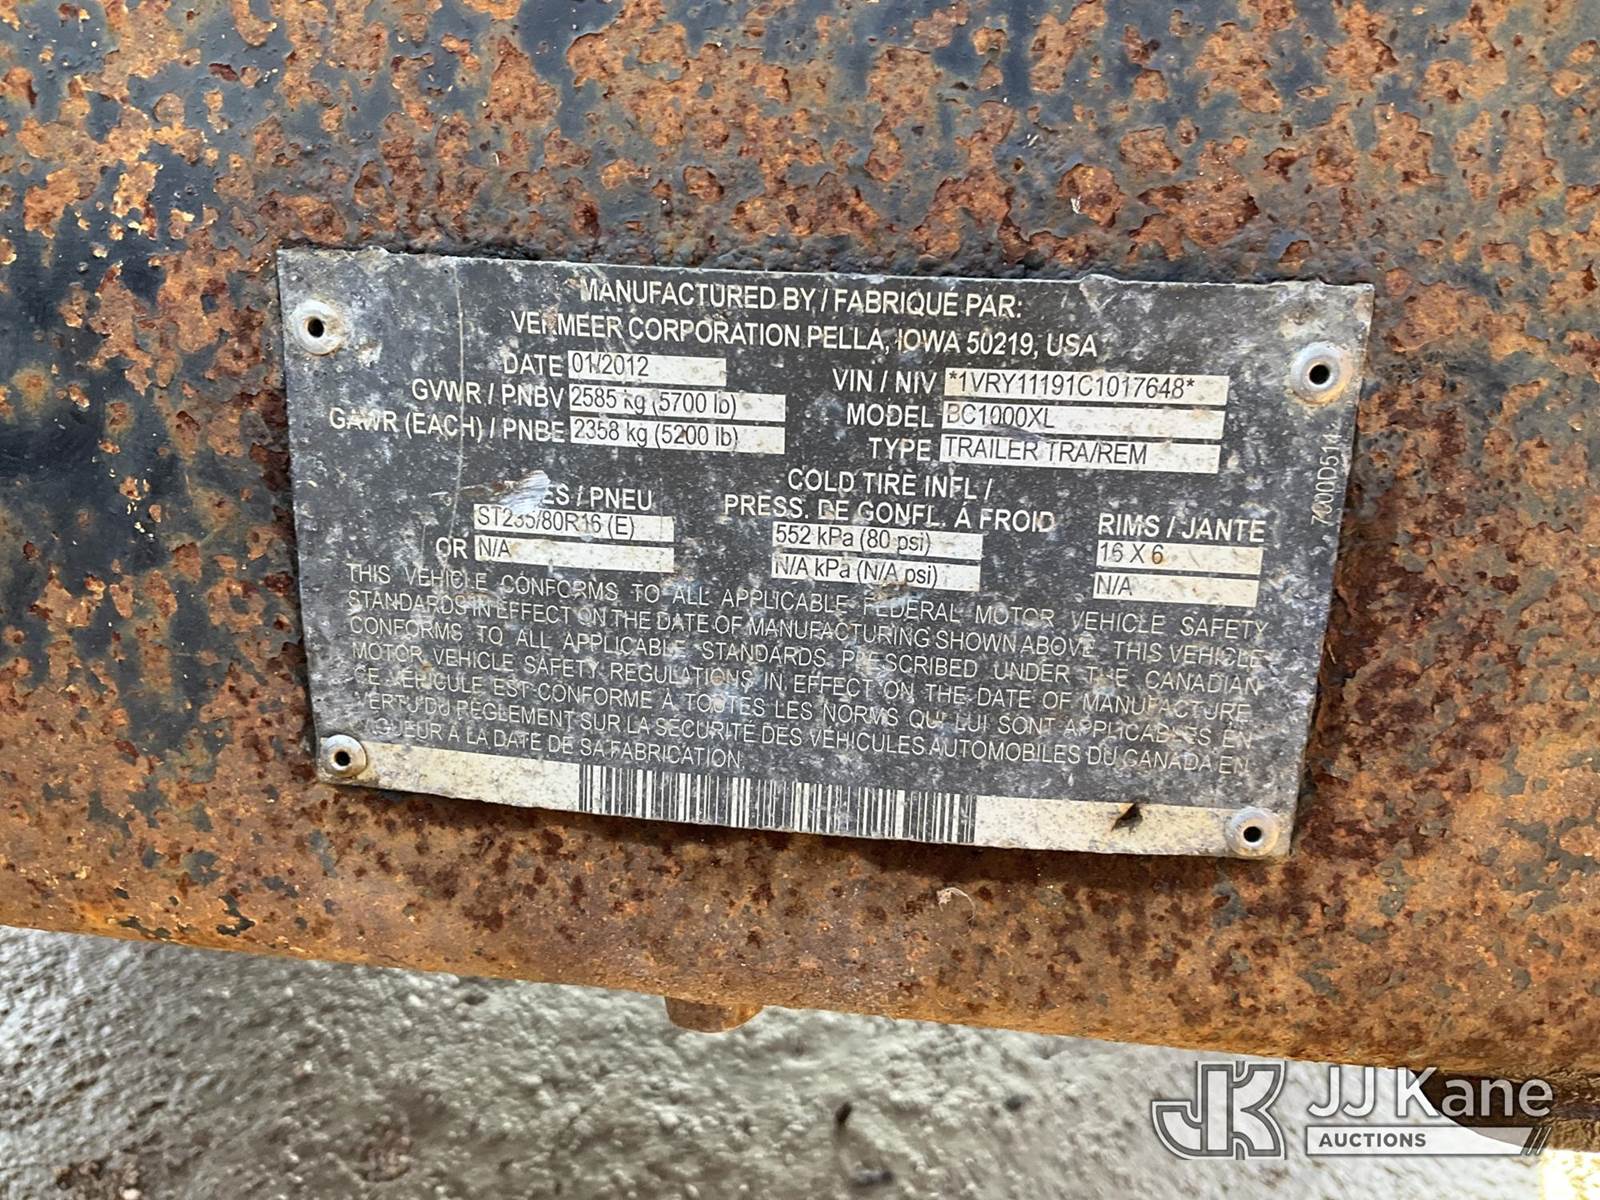 MANUFACTURED BY / FABRIQUE PAR:
VERMEER CORPORATION PELLA, IOWA 50219, USA
DATE 01/2012
GVWR / PNBV 2585 kg (5700 lb)
GAWR (EACH) / PNBE 2358 kg (5200 lb)
VIN / NIV *1VRY11191C1017648*
MODEL BC1000XL
TYPE TRAILER TRA/REM
7000D511
ES / PNEU
ST235/80R16 (E)
OR N/A
COLD TIRE INFL /
PRESS. DE GONFL. À FROID
552 kPa (80 psi)
N/A kPa (N/A psi)
RIMS / JANTE
16 X 6
N/A
THIS VEHICLE CONFORMS TO ALL APPLICABLE FEDERAL MOTOR VEHICLE SAFETY
STANDARDS IN EFFECT ON THE DATE OF MANUFACTURING SHOWN ABOVE. THIS VEHICLE
CONFORMS TO ALL APPLICABLE STANDARDS PRESCRIBED UNDER THE CANADIAN
MOTOR VEHICLE SAFETY REGULATIONS IN EFFECT ON THE DATE OF MANUFACTURE
CE VÉHICULE EST CONFORME À TOUTES LES NORMS QUI LUI SONT APPLICABLES EN
VERTU DU RÈGLEMENT SUR LA SÉCURITÉ DES VÉHICULES AUTOMOBILES DU CANADA EN
VIGUEUR À LA DATE DE SA FABRICATION.
JK JJ Kane
AUCTIONS